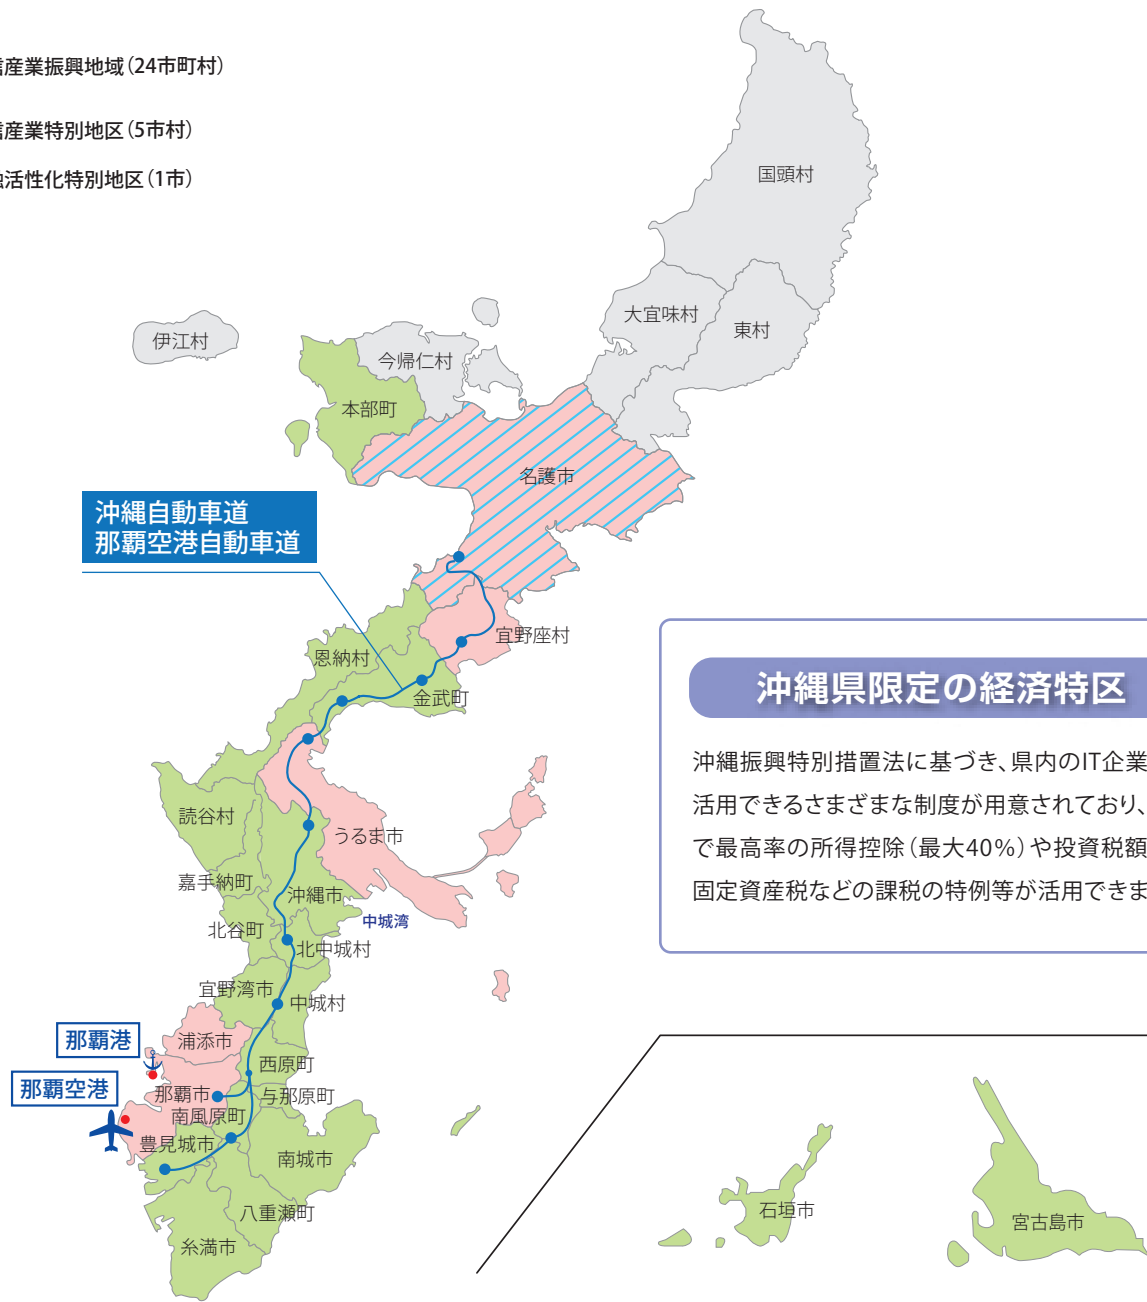 信産業振興地域（24市町村）
信産業特別地区（5市村）
融活性化特別地区（1市）
国頭村
大宜味村
東村
伊江村
今帰仁村
本部町
名護市
沖縄自動車道
那覇空港自動車道
宜野座村
恩納村
金武町
沖縄県限定の経済特区
沖縄振興特別措置法に基づき、県内のIT企業
活用できるさまざまな制度が用意されており、
で最高率の所得控除（最大40%）や投資税額
固定資産税などの課税の特例等が活用できま
読谷村
うるま市
嘉手納町
沖縄市
北谷町
中城湾
北中城村
宜野湾市
中城村
浦添市
那覇港
西原町
那覇空港
那覇市
与那原町
南風原町
豊見城市
南城市
八重瀬町
糸満市
石垣市
宮古島市